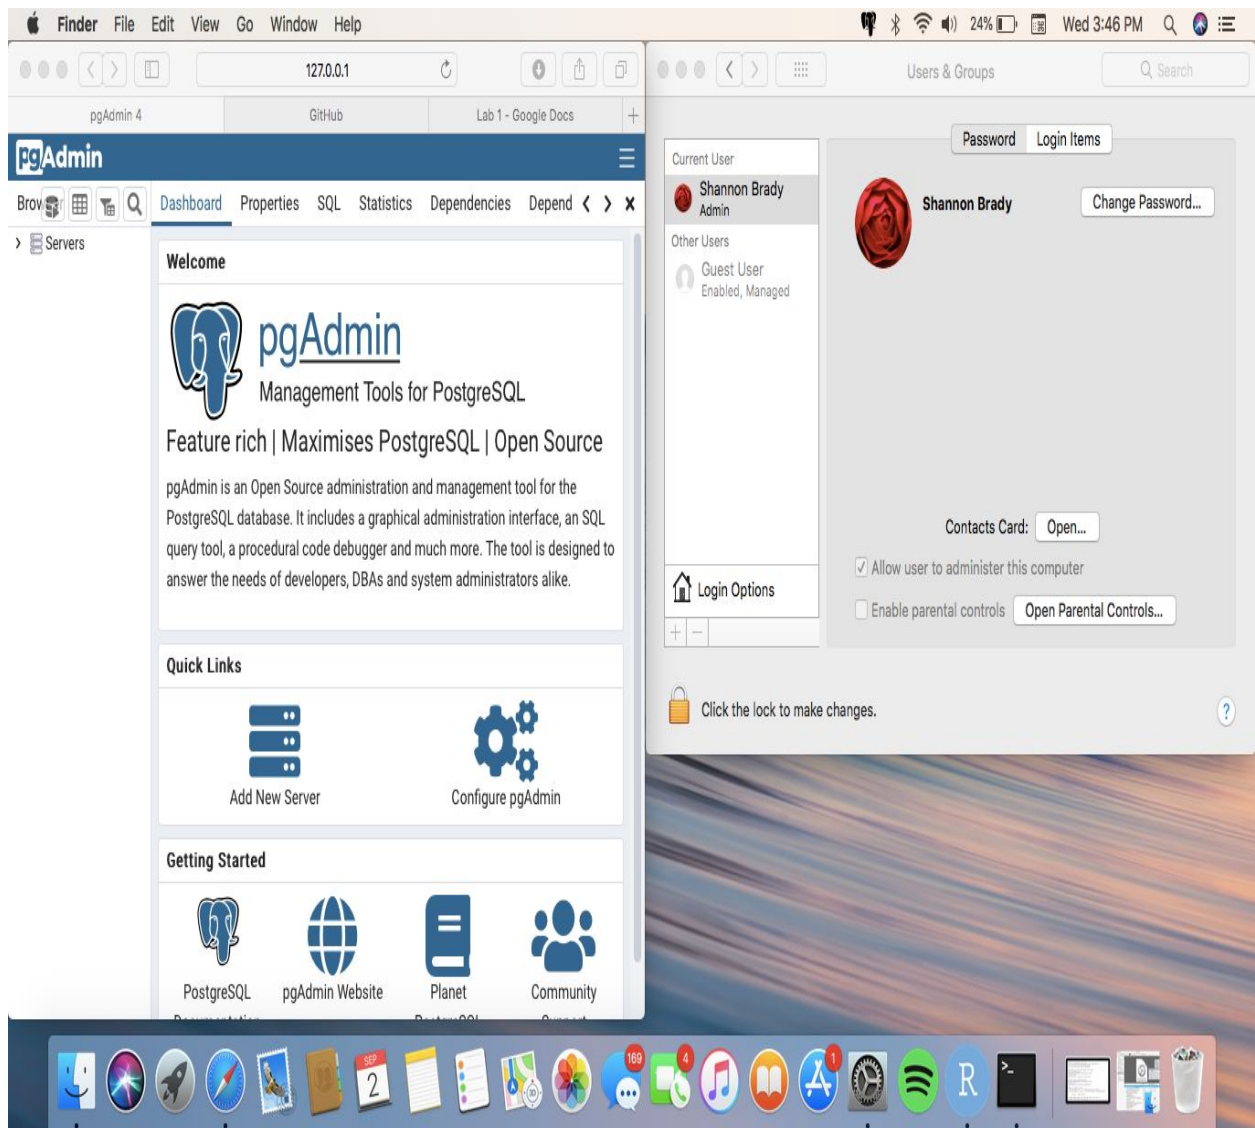 Finder File Edit View Go Window Help
24% Wed 3:46 PM
127.0.0.1
pgAdmin 4 GitHub Lab 1 - Google Docs +
pgAdmin
Brow
Dashboard Properties SQL Statistics Dependencies Depend
Servers
Welcome
pgAdmin
Management Tools for PostgreSQL
Feature rich | Maximises PostgreSQL | Open Source
pgAdmin is an Open Source administration and management tool for the
PostgreSQL database. It includes a graphical administration interface, an SQL
query tool, a procedural code debugger and much more. The tool is designed to
answer the needs of developers, DBAs and system administrators alike.
Quick Links
Add New Server Configure pgAdmin
Getting Started
PostgreSQL pgAdmin Website Planet Community
Users & Groups
Search
Password Login Items
Current User
Shannon Brady
Admin
Other Users
Guest User
Enabled, Managed
Shannon Brady
Change Password...
Contacts Card: Open...
Allow user to administer this computer
Enable parental controls Open Parental Controls...
Login Options
Click the lock to make changes.
?
SEP
2
169
4
1
R
>_